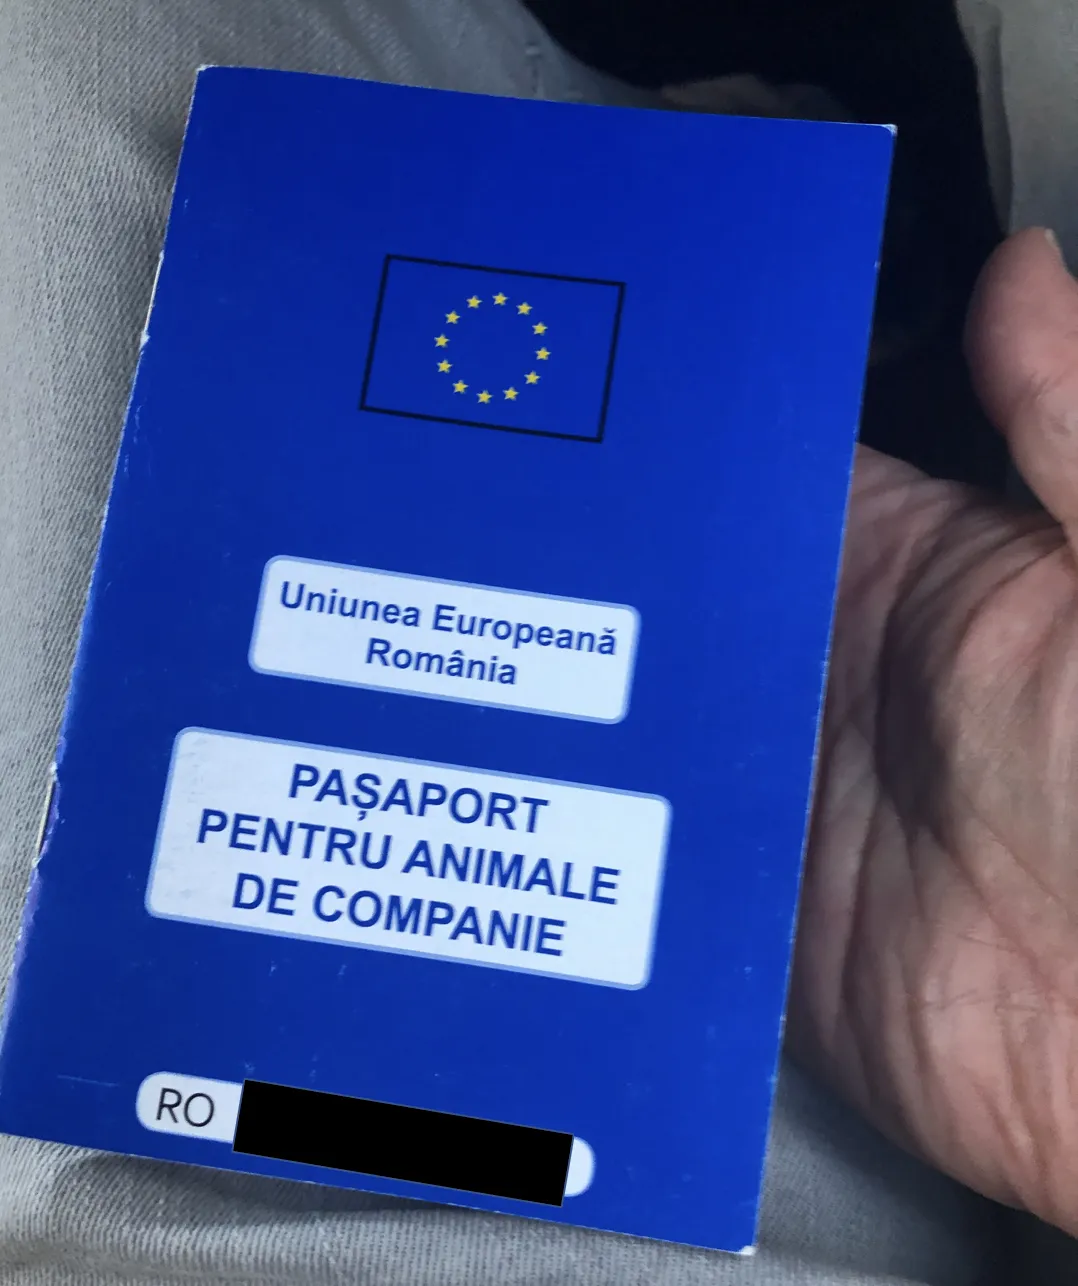 Uniunea Europeană
România
PAȘAPORT
PENTRU ANIMALE
DE COMPANIE
RO